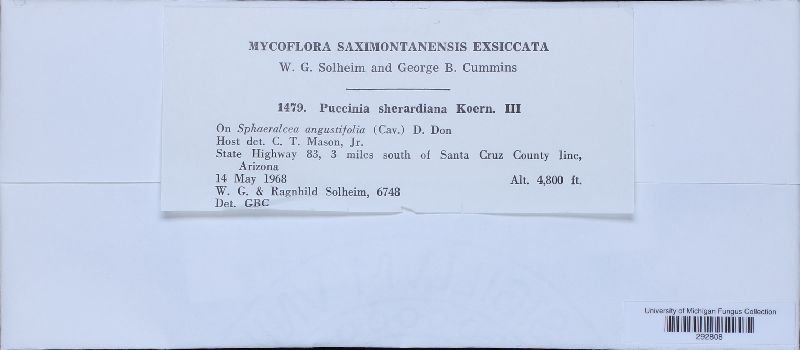 MYCOFLORA SAXIMONTANENSIS EXSICCATA
W. G. Solheim and George B. Cummins
1479. Puccinia sherardiana Koern. III
On Sphaeralcea angustifolia (Cav.) D. Don
Host det. C. T. Mason, Jr.
State Highway 83, 3 miles south of Santa Cruz County line,
Arizona
14 May 1968 Alt. 4,800 ft.
W. G. & Ragnhild Solheim, 6748
Det. GBC
University of Michigan Fungus Collection
292808